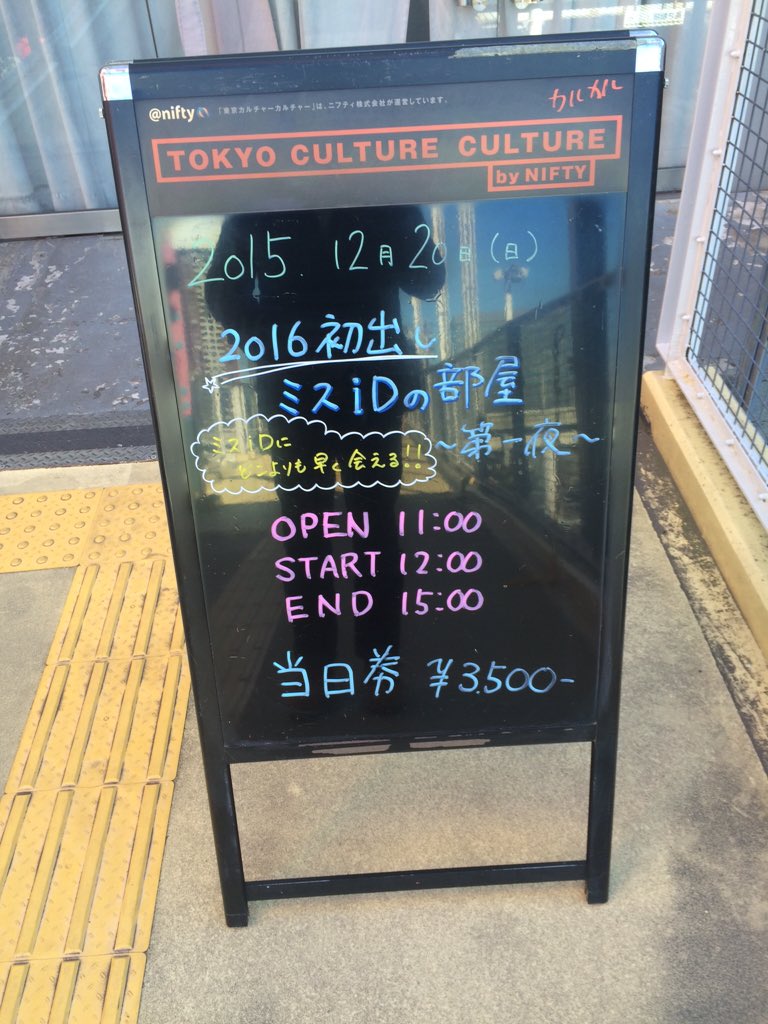 カルカル
@nifty 「東京カルチャーカルチャー」は、ニフティ株式会社が運営しています。
TOKYO CULTURE CULTURE
by NIFTY
2015. 12月20日(日)
2016初出し
ミスiDの部屋
〜第一夜〜
ミスiDに
どこよりも早く会える!!
OPEN 11:00
START 12:00
END 15:00
当日券 ¥3.500-